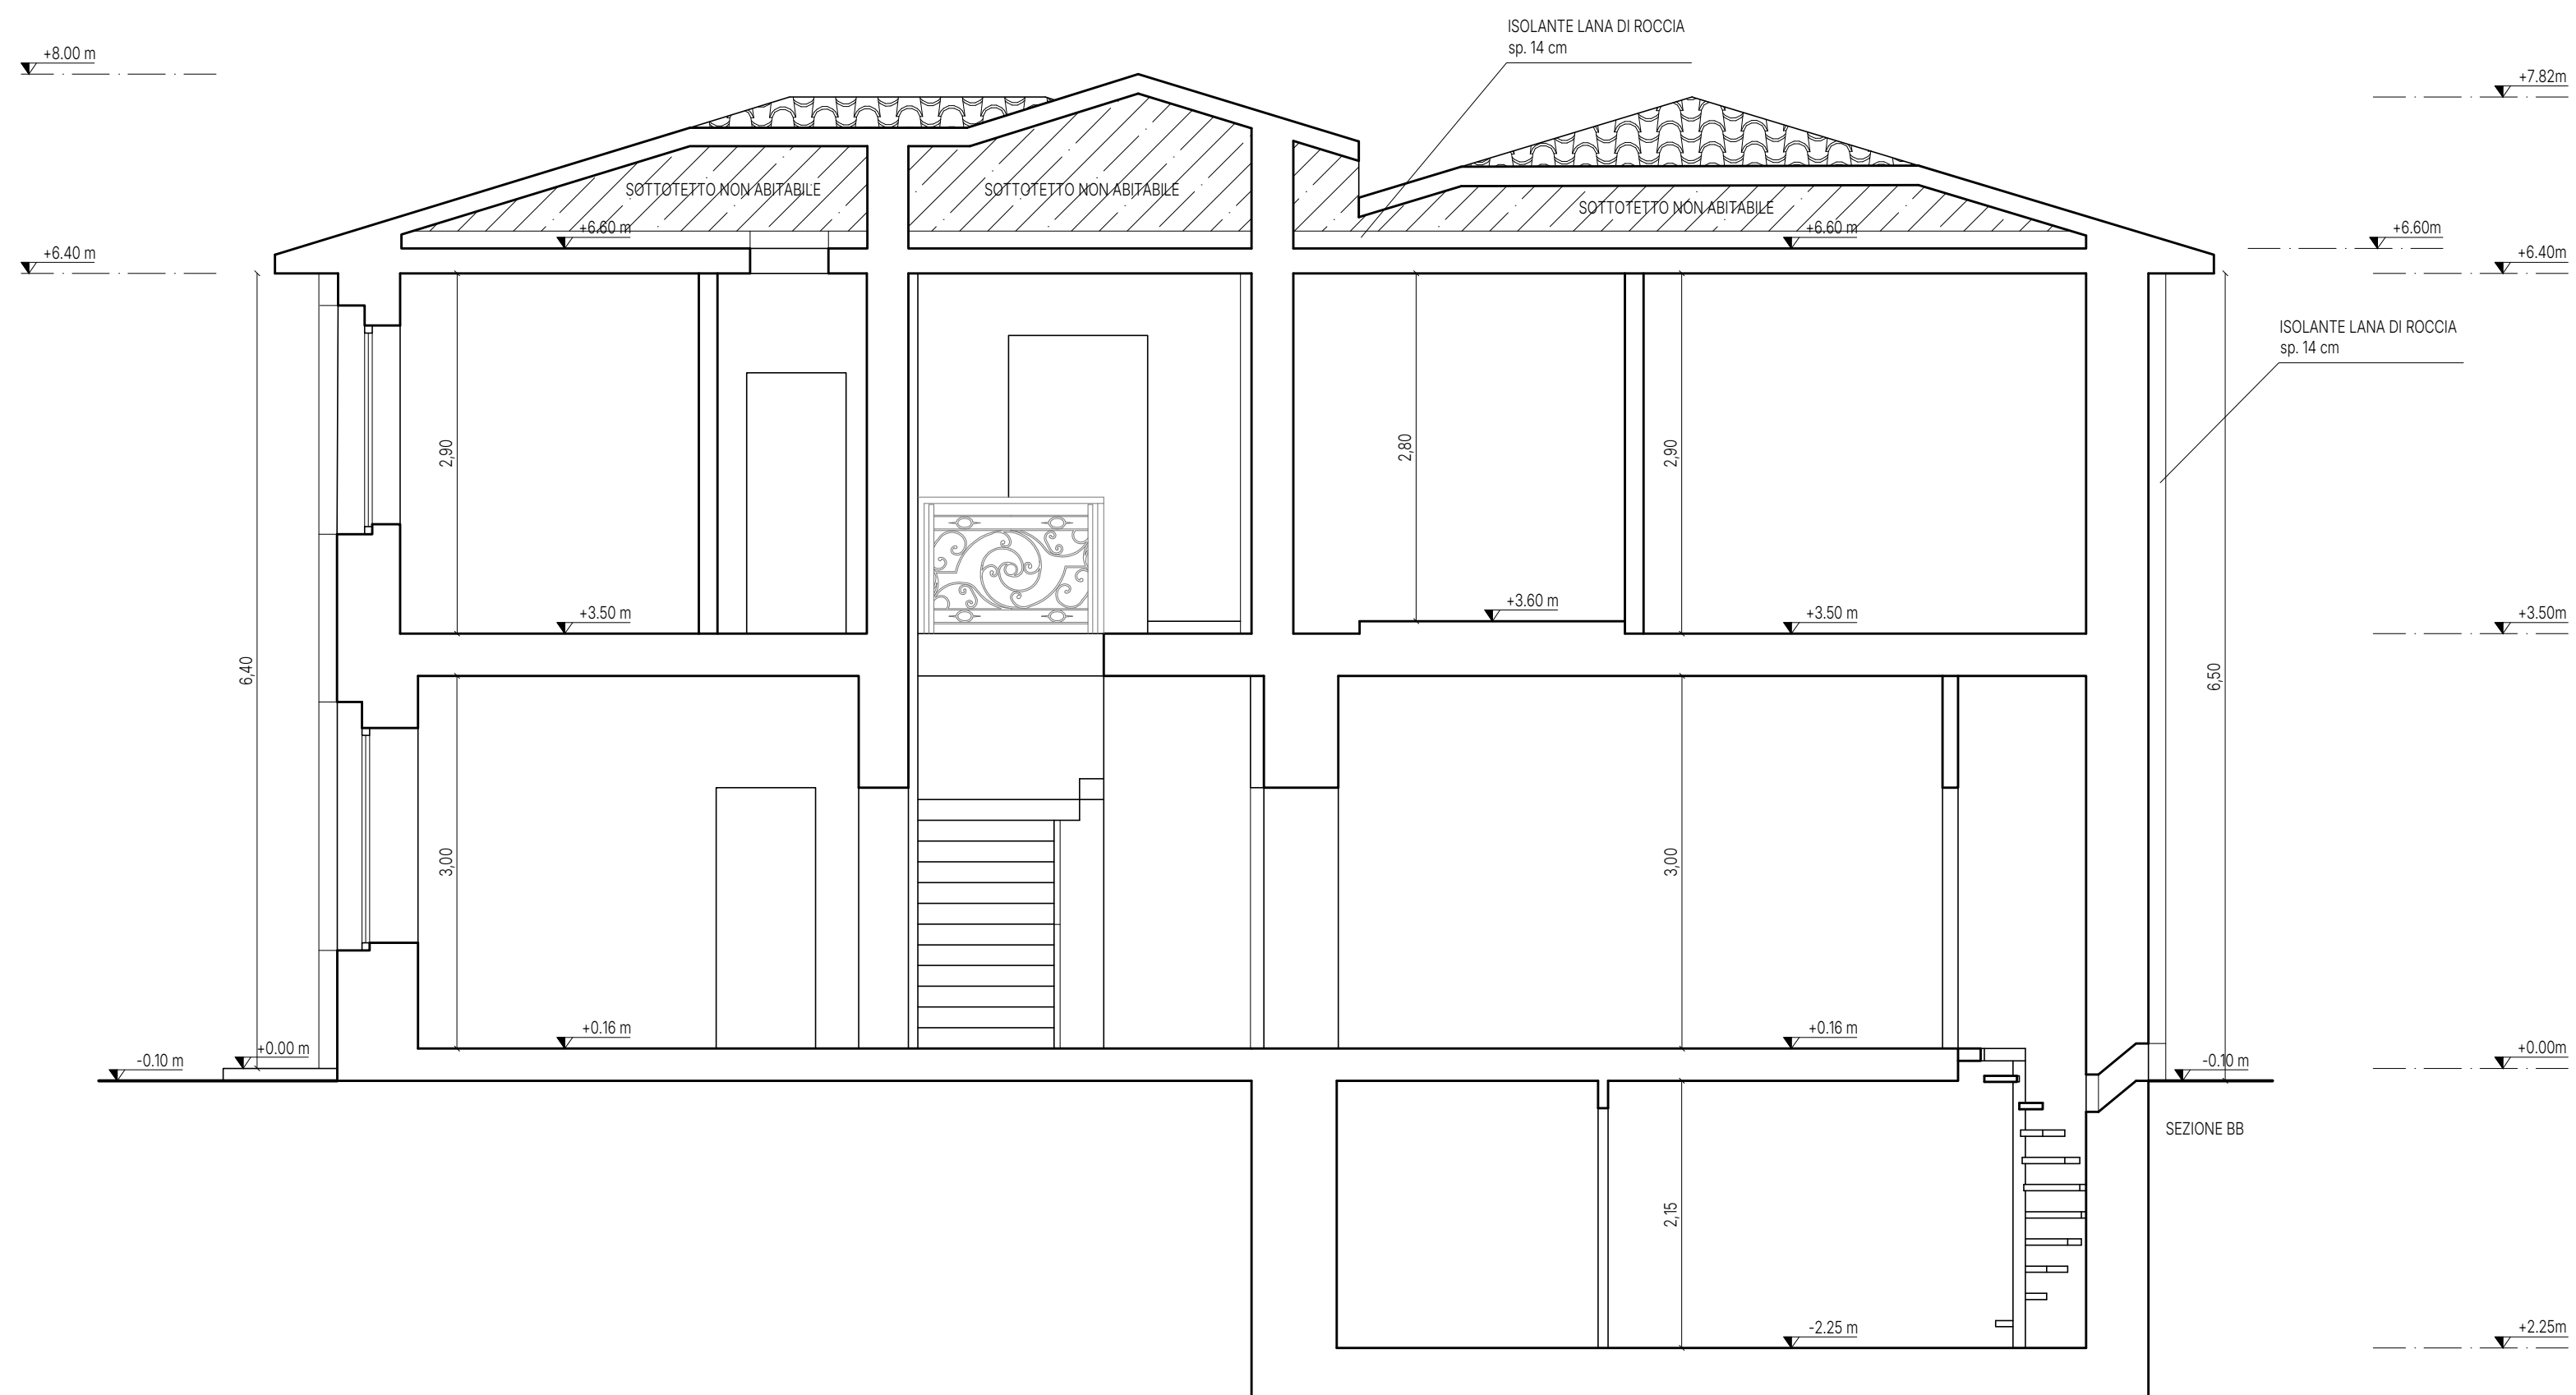 ISOLANTE LANA DI ROCCIA
sp. 14 cm
+8.00 m
+7.82m
SOTTOTETTO NON ABITABILE
SOTTOTETTO NON ABITABILE
SOTTOTETTO NON ABITABILE
+6.60 m
+6.60 m
+6.60m
+6.40 m
+6.40m
ISOLANTE LANA DI ROCCIA
sp. 14 cm
2,90
2,80
2,90
+3.50 m
+3.60 m
+3.50 m
+3.50m
6,40
6,50
3,00
3,00
+0.16 m
+0.16 m
+0.00 m
+0.00m
-0.10 m
-0.10 m
SEZIONE BB
2,15
-2.25 m
+2.25m